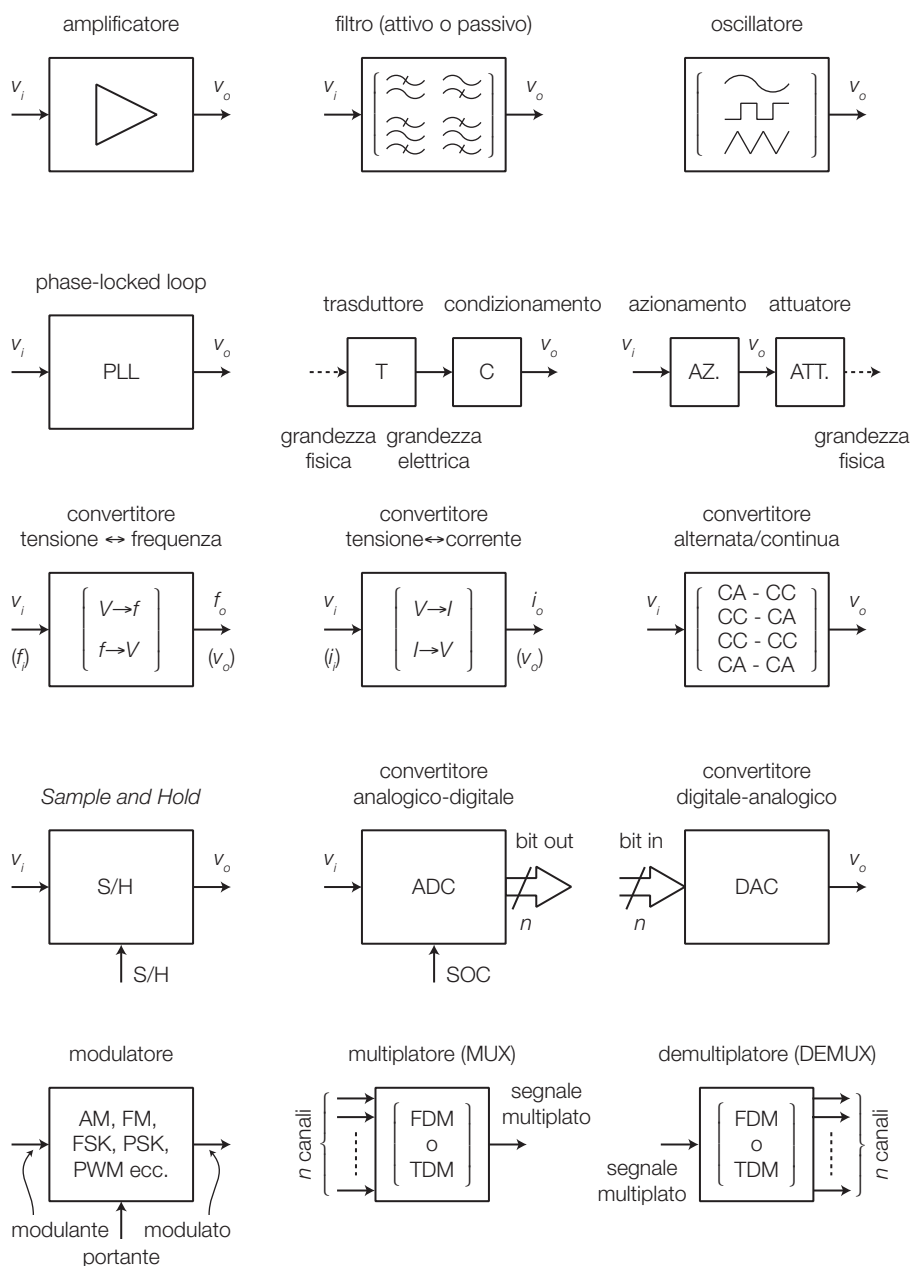 amplificatore
v_i
v_o
filtro (attivo o passivo)
v_i
v_o
oscillatore
v_o
phase-locked loop
v_i
PLL
v_o
trasduttore
condizionamento
T
C
v_o
grandezza
fisica
grandezza
elettrica
azionamento
attuatore
v_i
AZ.
v_o
ATT.
grandezza
fisica
convertitore
tensione ↔ frequenza
v_i
(f_i)
V→f
f→V
f_o
(v_o)
convertitore
tensione↔corrente
v_i
(i_i)
V→I
I→V
i_o
(v_o)
convertitore
alternata/continua
v_i
CA - CC
CC - CA
CC - CC
CA - CA
v_o
Sample and Hold
v_i
S/H
v_o
S/H
convertitore
analogico-digitale
v_i
ADC
bit out
n
SOC
convertitore
digitale-analogico
bit in
n
DAC
v_o
modulatore
AM, FM,
FSK, PSK,
PWM ecc.
modulante
modulato
portante
multiplatore (MUX)
n canali
FDM
o
TDM
segnale
multiplato
demultiplatore (DEMUX)
segnale
multiplato
FDM
o
TDM
n canali